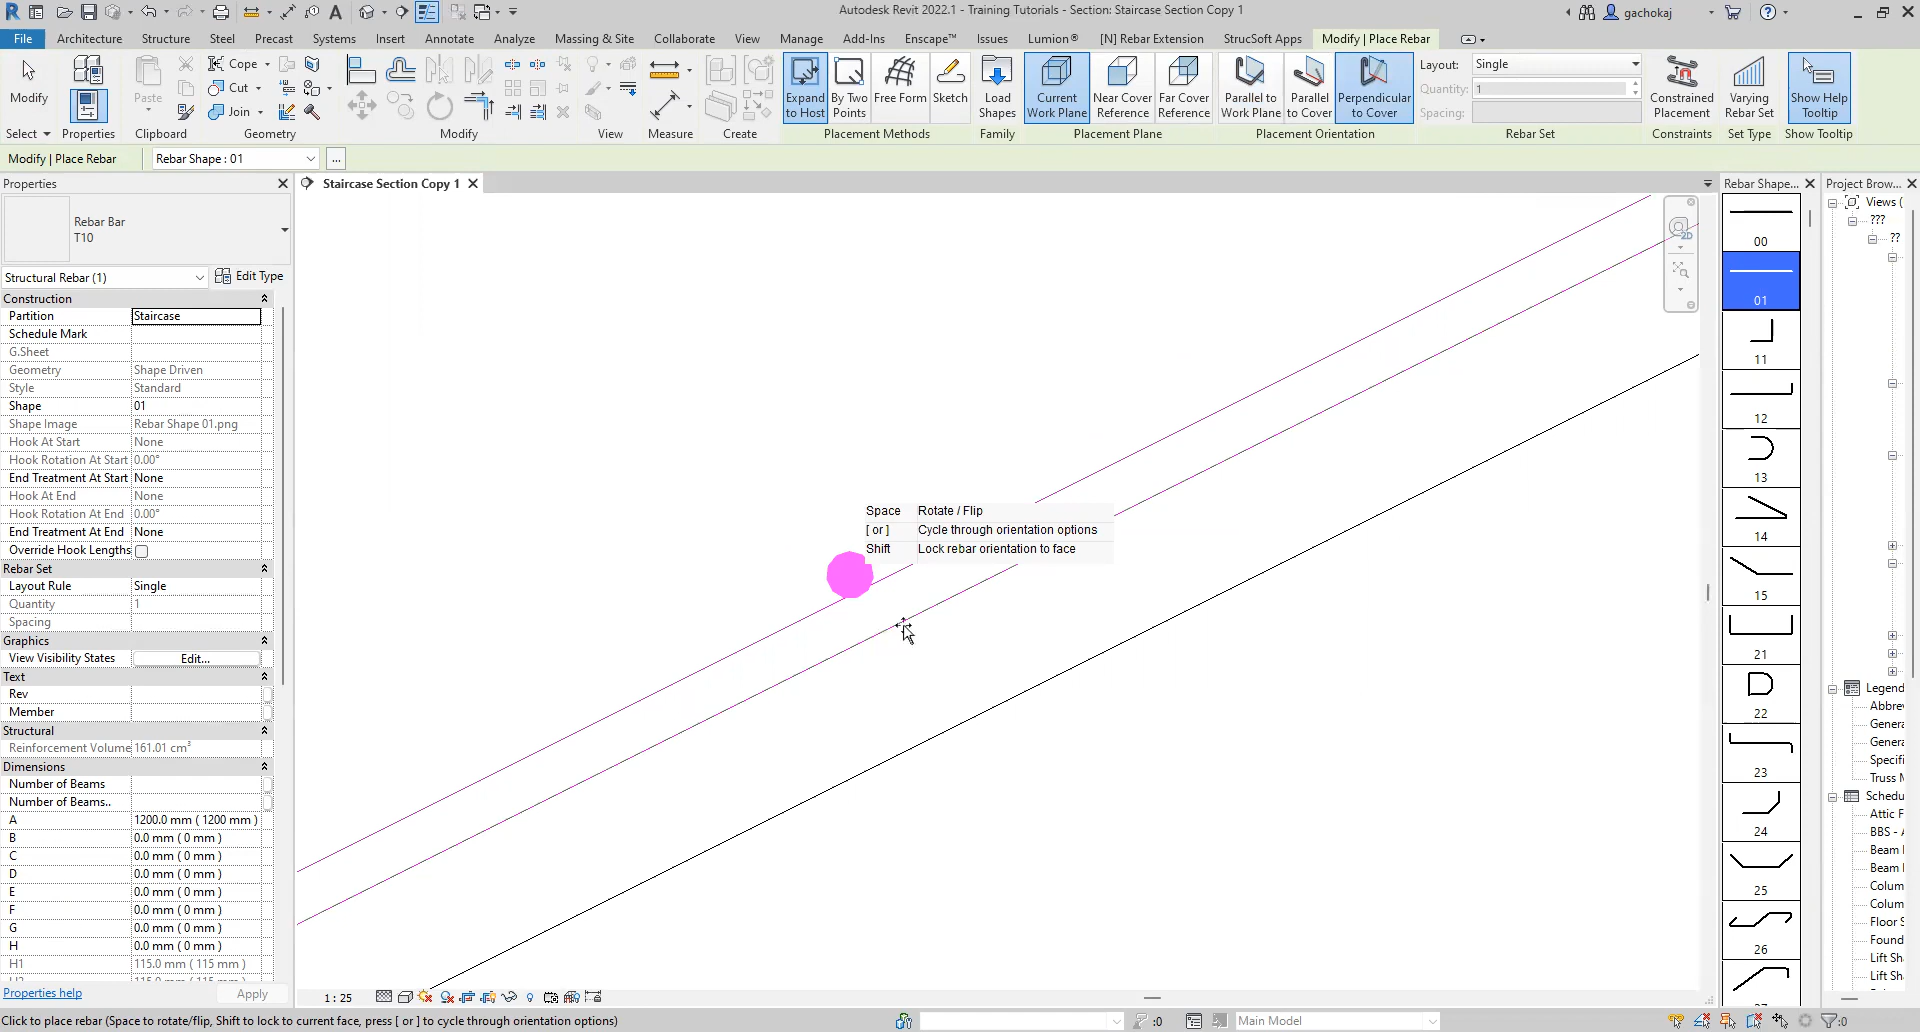 Autodesk Revit 2022.1 - Training Tutorials - Section: Staircase Section Copy 1
gachokaj
File
Architecture
Structure
Steel
Precast
Systems
Insert
Annotate
Analyze
Massing & Site
Collaborate
View
Manage
Add-Ins
Enscape™
Issues
Lumion®
[N] Rebar Extension
StrucSoft Apps
Modify | Place Rebar
Modify
Paste
Cope
Cut
Join
Expand
to Host
By Two
Points
Free Form
Sketch
Load
Shapes
Current
Work Plane
Near Cover
Reference
Far Cover
Reference
Parallel to
Work Plane
Parallel
to Cover
Perpendicular
to Cover
Layout:
Single
Quantity:
1
Spacing:
Constrained
Placement
Varying
Rebar Set
Show Help
Tooltip
Select
Properties
Clipboard
Geometry
Modify
View
Measure
Create
Placement Methods
Family
Placement Plane
Placement Orientation
Rebar Set
Constraints
Set Type
Show Tooltip
Modify | Place Rebar
Rebar Shape : 01
...
Properties
Staircase Section Copy 1
Rebar Shape...
Project Brow...
Rebar Bar
T10
Structural Rebar (1)
Edit Type
Construction
Partition Staircase
Schedule Mark
G.Sheet
Geometry Shape Driven
Style Standard
Shape 01
Shape Image Rebar Shape 01.png
Hook At Start None
Hook Rotation At Start 0.00°
End Treatment At Start None
Hook At End None
Hook Rotation At End 0.00°
End Treatment At End None
Override Hook Lengths
Rebar Set
Layout Rule Single
Quantity 1
Spacing
Graphics
View Visibility States Edit...
Text
Rev
Member
Structural
Reinforcement Volume 161.01 cm³
Dimensions
Number of Beams
Number of Beams..
A 1200.0 mm ( 1200 mm )
B 0.0 mm ( 0 mm )
C 0.0 mm ( 0 mm )
D 0.0 mm ( 0 mm )
E 0.0 mm ( 0 mm )
F 0.0 mm ( 0 mm )
G 0.0 mm ( 0 mm )
H 0.0 mm ( 0 mm )
H1 115.0 mm ( 115 mm )
Properties help
Apply
2D
Space Rotate / Flip
[ or ] Cycle through orientation options
Shift Lock rebar orientation to face
00
01
11
12
13
14
15
21
22
23
24
25
26
Views (
???
??
Legend
Abbre
Genera
Genera
Specifi
Truss M
Schedu
Attic F
BBS - A
Beam
Beam
Colum
Colum
Floor S
Found
Lift Sh
Lift Sh
1 : 25
Click to place rebar (Space to rotate/flip, Shift to lock to current face, press [ or ] to cycle through orientation options)
:0
Main Model
:0